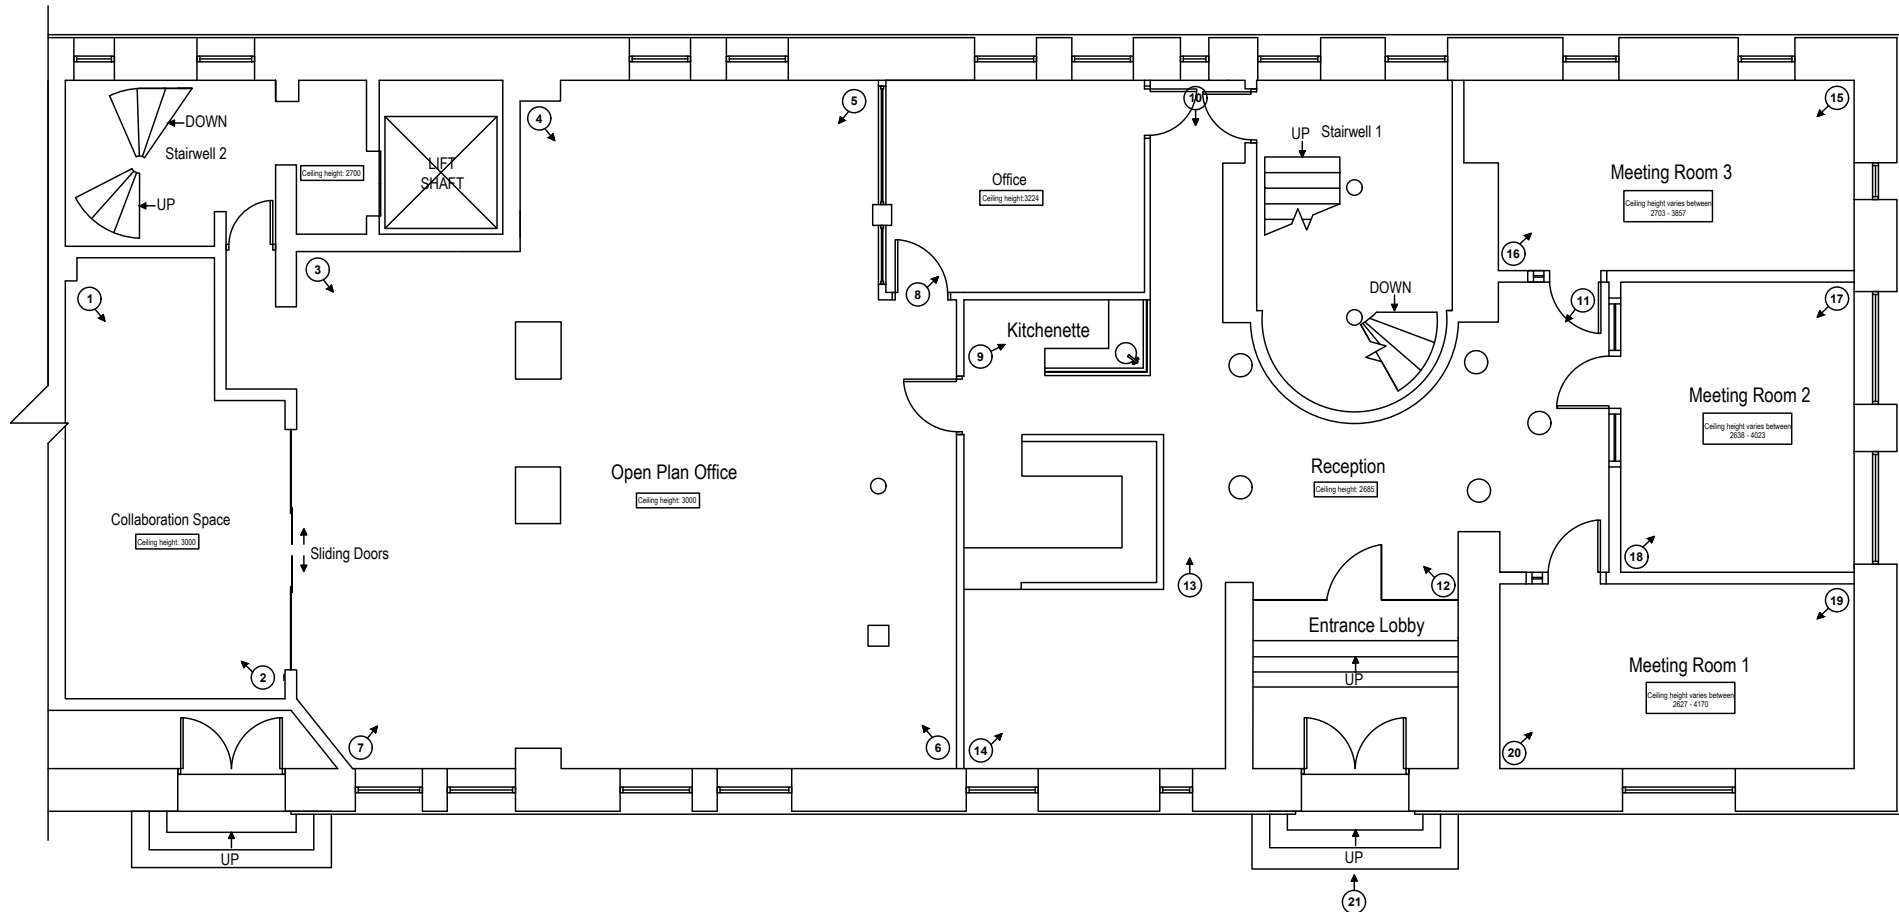 10
15
5
4
DOWN
UP
Stairwell 1
Stairwell 2
LIFT
SHAFT
Ceiling height: 2700
Office
Ceiling height:3224
Meeting Room 3
Ceiling height varies between
2703 - 3857
UP
16
3
8
1
11
17
DOWN
Kitchenette
9
Meeting Room 2
Ceiling height varies between
2638 - 4023
Open Plan Office
Ceiling height: 3000
Reception
Ceiling height: 2685
Collaboration Space
Ceiling height: 3000
Sliding Doors
18
13
12
19
Entrance Lobby
2
UP
Meeting Room 1
Ceiling height varies between
2627 - 4170
7
6
14
20
UP
UP
21